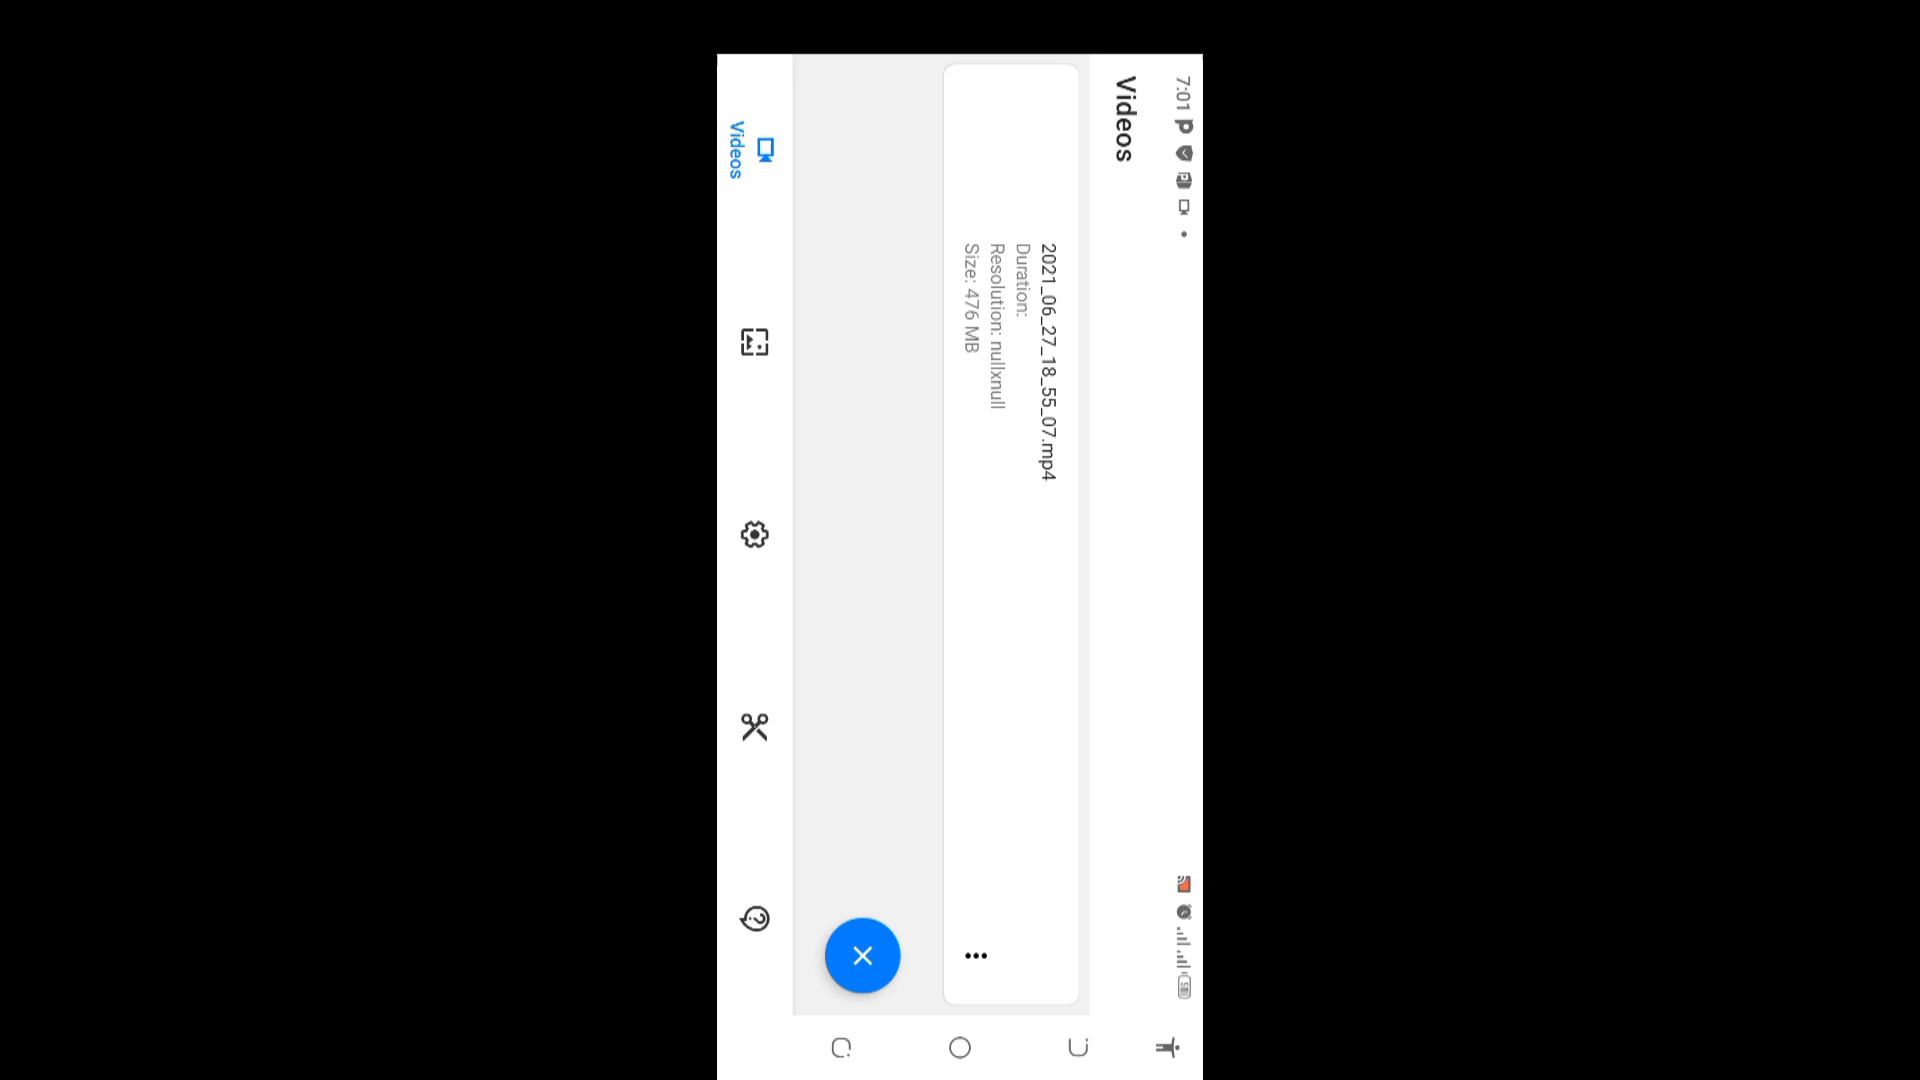 7:01
Videos
2021_06_27_18_55_07.mp4
Duration:
Resolution: nullxnull
Size: 476 MB
Videos